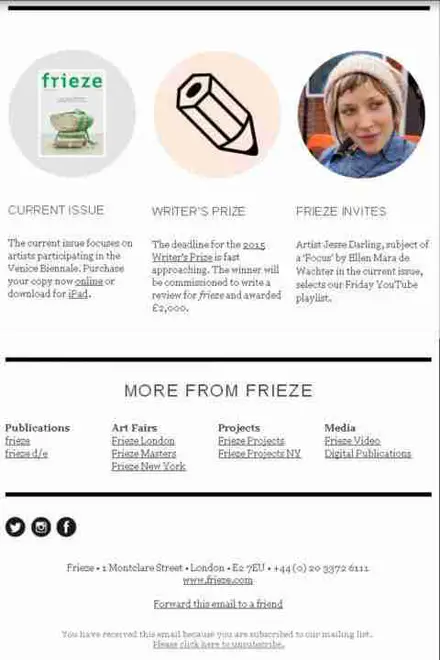 frieze
CURRENT ISSUE
The current issue focuses on
artists participating in the
Venice Biennale. Purchase
your copy now online or
download for iPad.
WRITER'S PRIZE
The deadline for the 2015
Writer's Prize is fast
approaching. The winner will
be commissioned to write a
review for frieze and awarded
£2,000.
FRIEZE INVITES
Artist Jesse Darling, subject of
a 'Focus' by Ellen Mara de
Wachter in the current issue,
selects our Friday YouTube
playlist.
MORE FROM FRIEZE
Publications
frieze
frieze d/e
Art Fairs
Frieze London
Frieze Masters
Frieze New York
Projects
Frieze Projects
Frieze Projects NY
Media
Frieze Video
Digital Publications
Frieze • 1 Montclare Street • London • E2 7EU • +44 (0) 20 3372 6111
www.frieze.com
Forward this email to a friend
You have received this email because you are subscribed to our mailing list.
Please click here to unsubscribe.